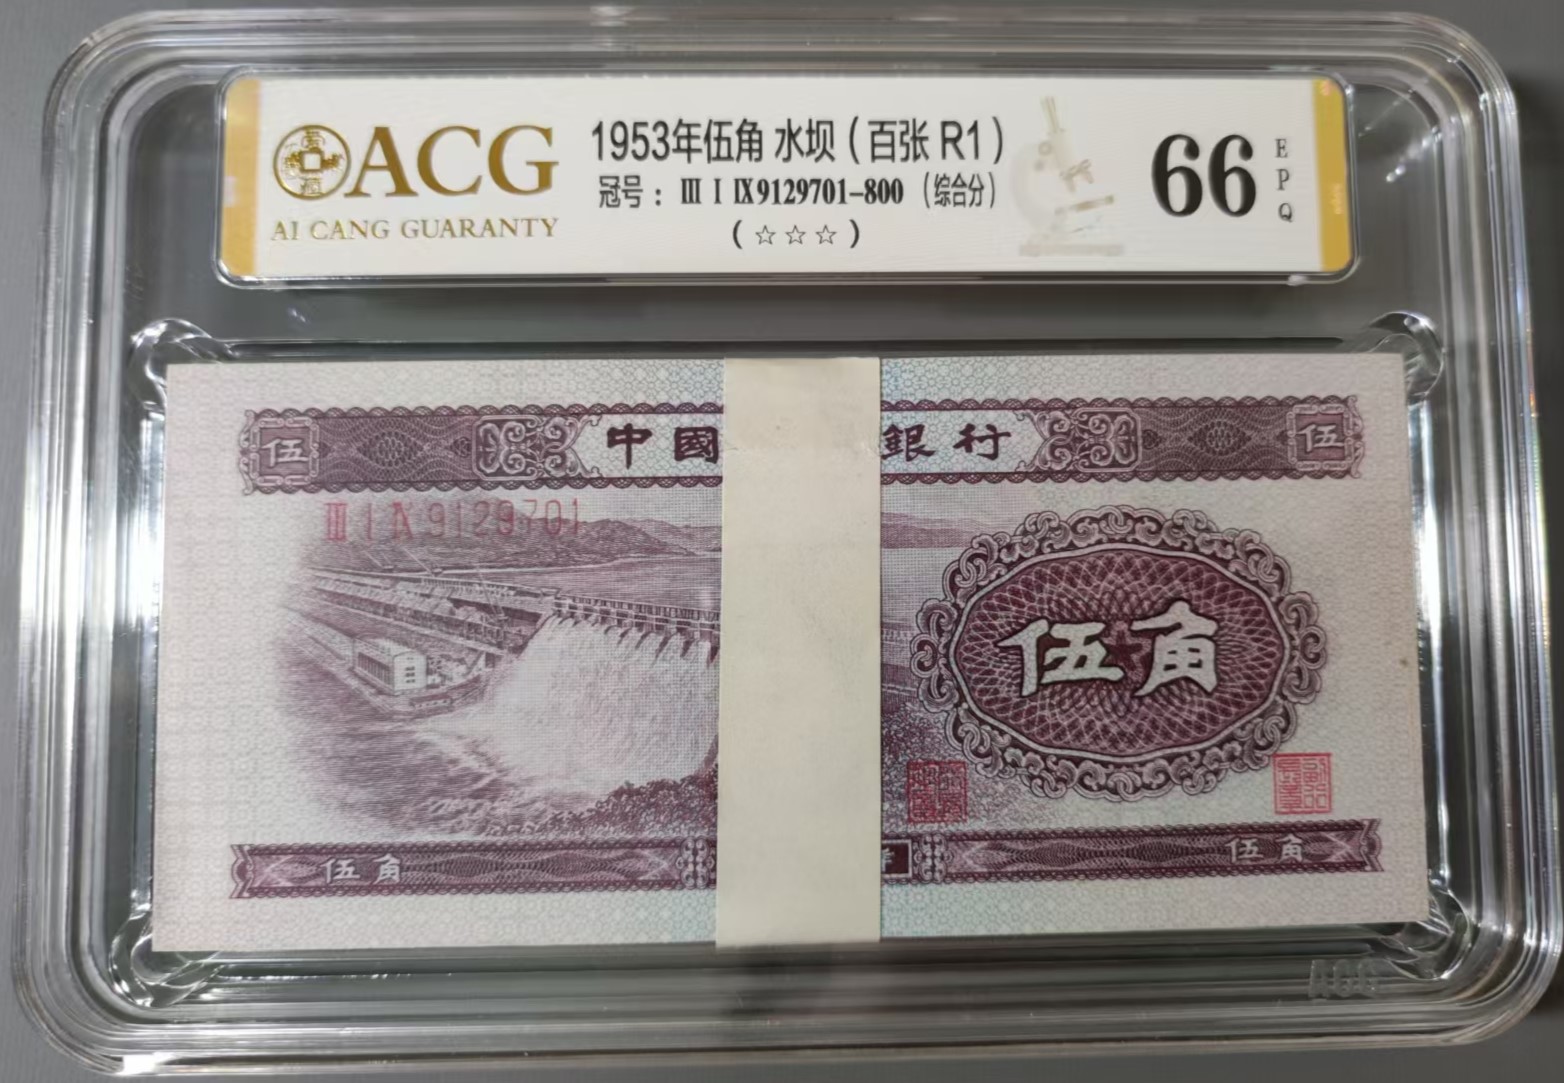 ACG
AI CANG GUARANTY
1953年伍角 水坝（百张 R1）
冠号：Ⅲ Ⅰ Ⅸ9129701-800（综合分）
（☆☆☆）
66
EPQ
伍
中國
銀行
伍
Ⅲ Ⅰ Ⅸ 9129701
伍角
伍角
伍角